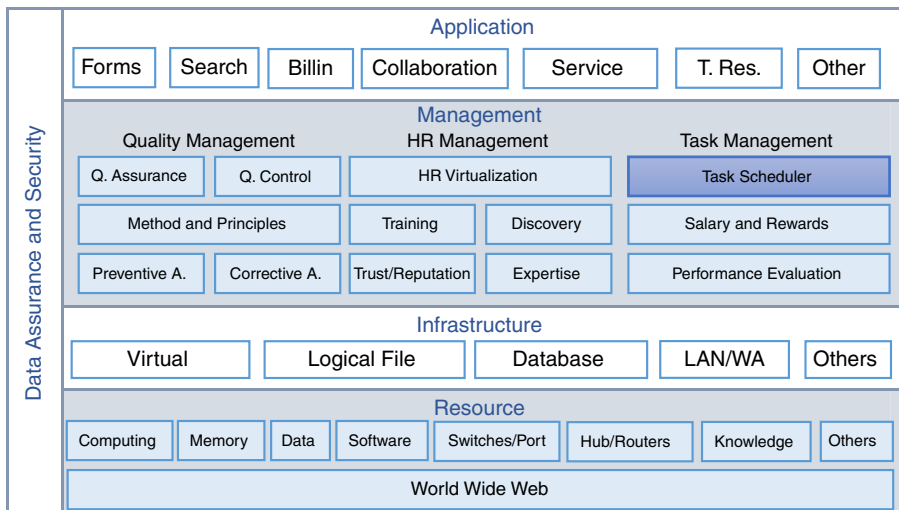 Data Assurance and Security
Application
Forms
Search
Billin
Collaboration
Service
T. Res.
Other
Management
Quality Management
HR Management
Task Management
Q. Assurance
Q. Control
HR Virtualization
Task Scheduler
Method and Principles
Training
Discovery
Salary and Rewards
Preventive A.
Corrective A.
Trust/Reputation
Expertise
Performance Evaluation
Infrastructure
Virtual
Logical File
Database
LAN/WA
Others
Resource
Computing
Memory
Data
Software
Switches/Port
Hub/Routers
Knowledge
Others
World Wide Web